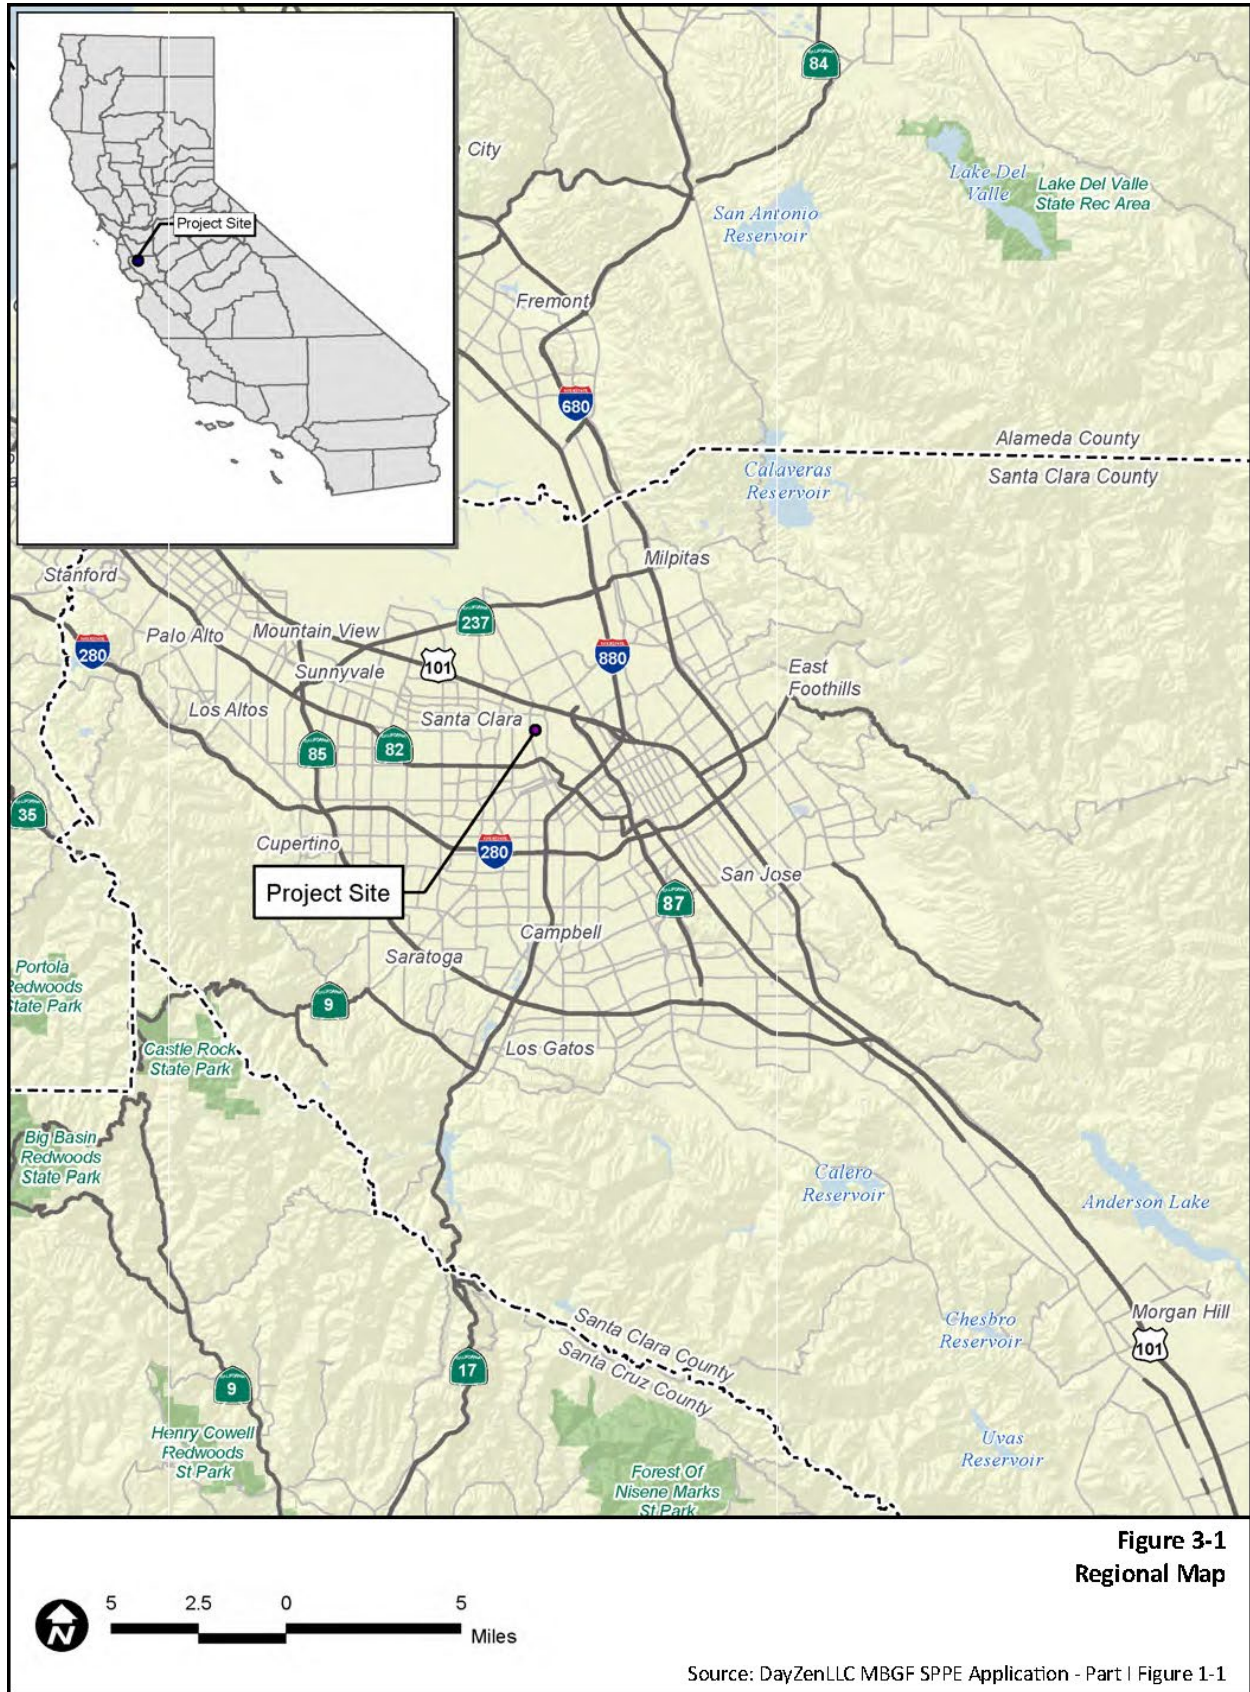 Project Site
84
City
Lake Del
Valle
Lake Del Valle
State Rec Area
San Antonio
Reservoir
Fremont
680
Alameda County
Calaveras
Reservoir
Santa Clara County
Milpitas
Stanford
237
Palo Alto
Mountain View
280
101
880
Sunnyvale
East
Foothills
Los Altos
Santa Clara
85
82
35
Cupertino
280
Project Site
San Jose
87
Campbell
Saratoga
Portola
Redwoods
State Park
9
Castle Rock
State Park
Los Gatos
Big Basin
Redwoods
State Park
Calero
Reservoir
Anderson Lake
Santa Clara County
Santa Cruz County
Chesbro
Reservoir
Morgan Hill
101
17
9
Henry Cowell
Redwoods
St Park
Uvas
Reservoir
Forest Of
Nisene Marks
St Park
Figure 3-1
Regional Map
N
5 2.5 0 5
Miles
Source: DayZenLLC MBGF SPPE Application - Part I Figure 1-1